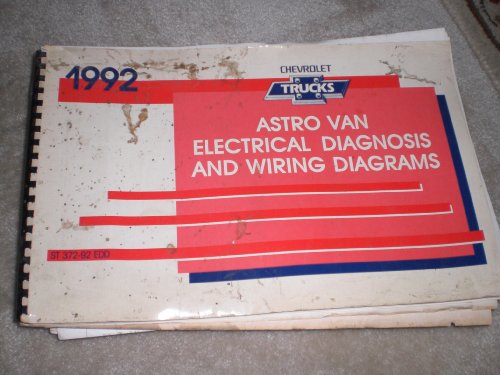 1992
CHEVROLET
TRUCKS
ASTRO VAN
ELECTRICAL DIAGNOSIS
AND WIRING DIAGRAMS
ST 372-92 EDD